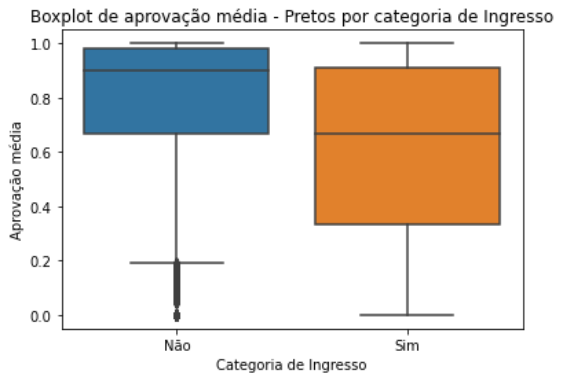 Boxplot de aprovação média - Pretos por categoria de Ingresso
1.0
0.8
0.6
0.4
0.2
0.0
Aprovação média
Não
Sim
Categoria de Ingresso